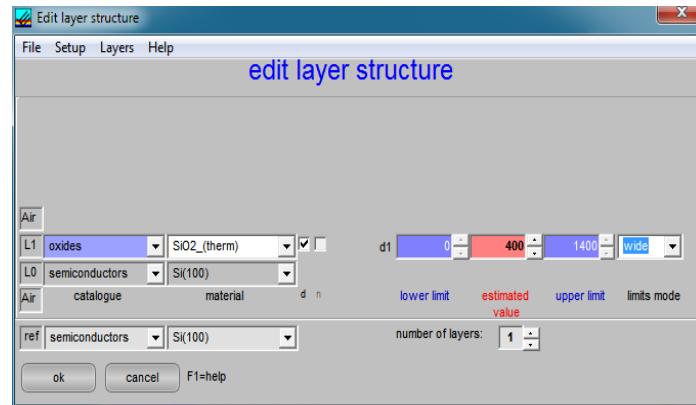 Edit layer structure
File Setup Layers Help
edit layer structure
Air
L1 oxides SiO2_(therm) d1 0 400 1400 wide
L0 semiconductors Si(100)
Air catalogue material d n lower limit estimated value upper limit limits mode
ref semiconductors Si(100) number of layers: 1
ok cancel F1=help